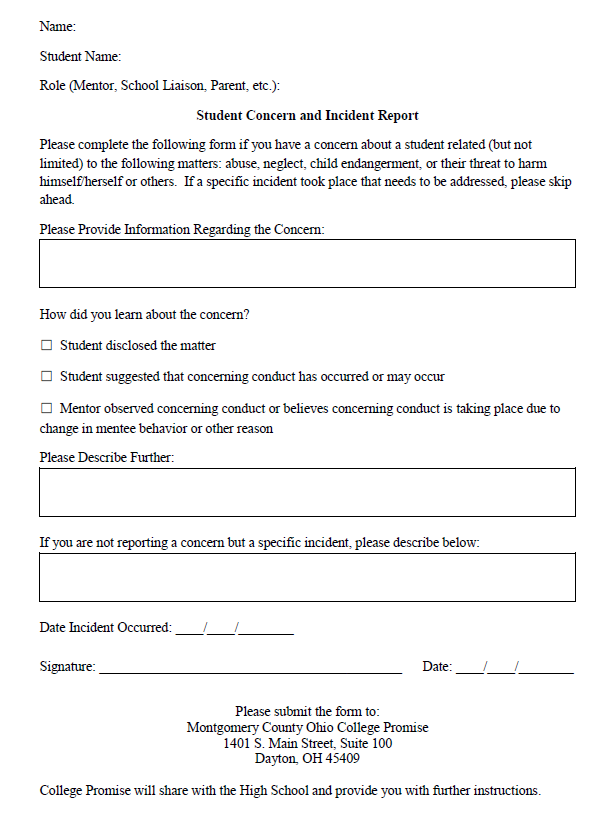 Name:
Student Name:
Role (Mentor, School Liaison, Parent, etc.):
Student Concern and Incident Report
Please complete the following form if you have a concern about a student related (but not
limited) to the following matters: abuse, neglect, child endangerment, or their threat to harm
himself/herself or others.  If a specific incident took place that needs to be addressed, please skip
ahead.
Please Provide Information Regarding the Concern:
How did you learn about the concern?
☐ Student disclosed the matter
☐ Student suggested that concerning conduct has occurred or may occur
☐ Mentor observed concerning conduct or believes concerning conduct is taking place due to
change in mentee behavior or other reason
Please Describe Further:
If you are not reporting a concern but a specific incident, please describe below:
Date Incident Occurred: ____/____/________
Signature: ____________________________________________ Date: ____/____/________
Please submit the form to:
Montgomery County Ohio College Promise
1401 S. Main Street, Suite 100
Dayton, OH 45409
College Promise will share with the High School and provide you with further instructions.